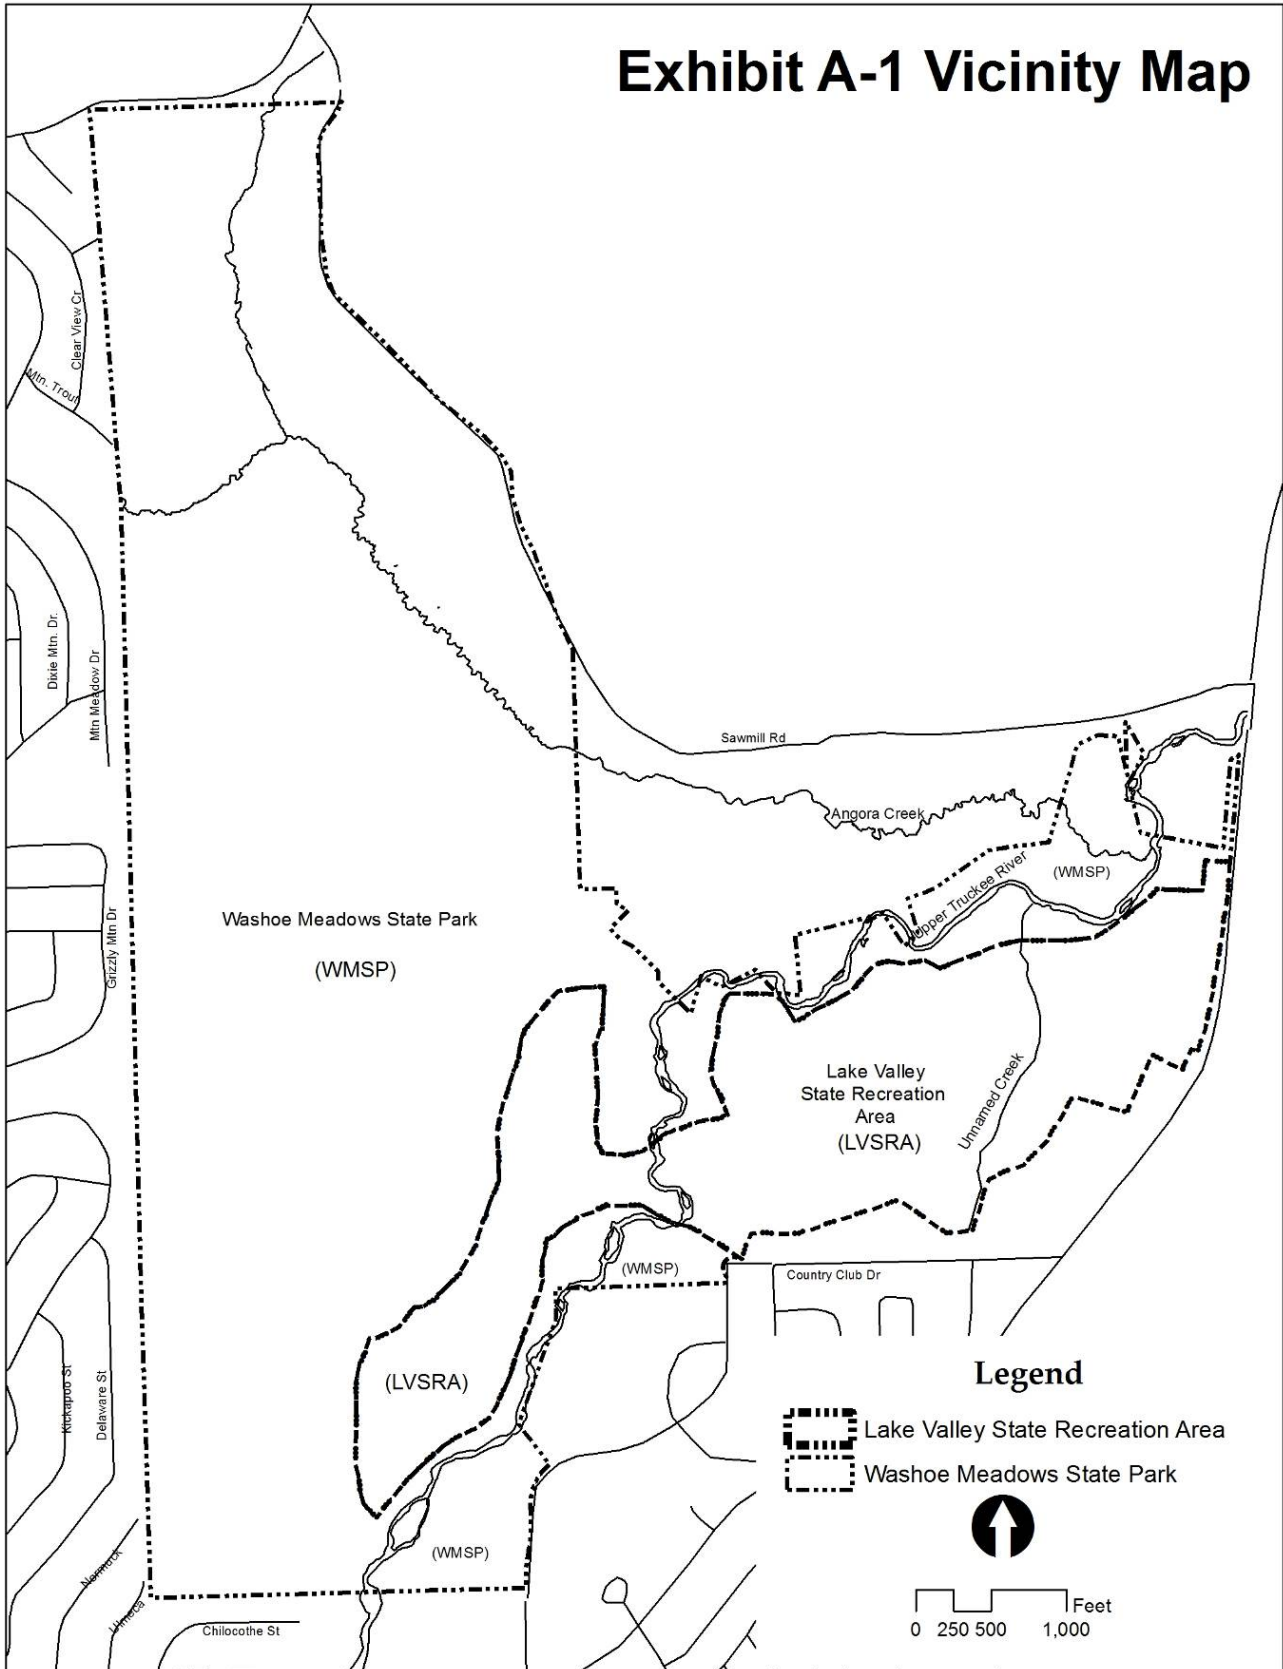 Exhibit A-1 Vicinity Map
Clear View Cr
Mtn. Trout
Dixie Mtn. Dr.
Mtn Meadow Dr
Sawmill Rd
Angora Creek
Upper Truckee River
(WMSP)
Grizzly Mtn Dr
Washoe Meadows State Park
(WMSP)
Lake Valley
State Recreation
Area
(LVSRA)
Unnamed Creek
(WMSP)
Country Club Dr
(LVSRA)
Kickapoo St
Delaware St
(WMSP)
Normuck
Ulmeca
Chilocothe St
Legend
Lake Valley State Recreation Area
Washoe Meadows State Park
Feet
0 250 500 1,000